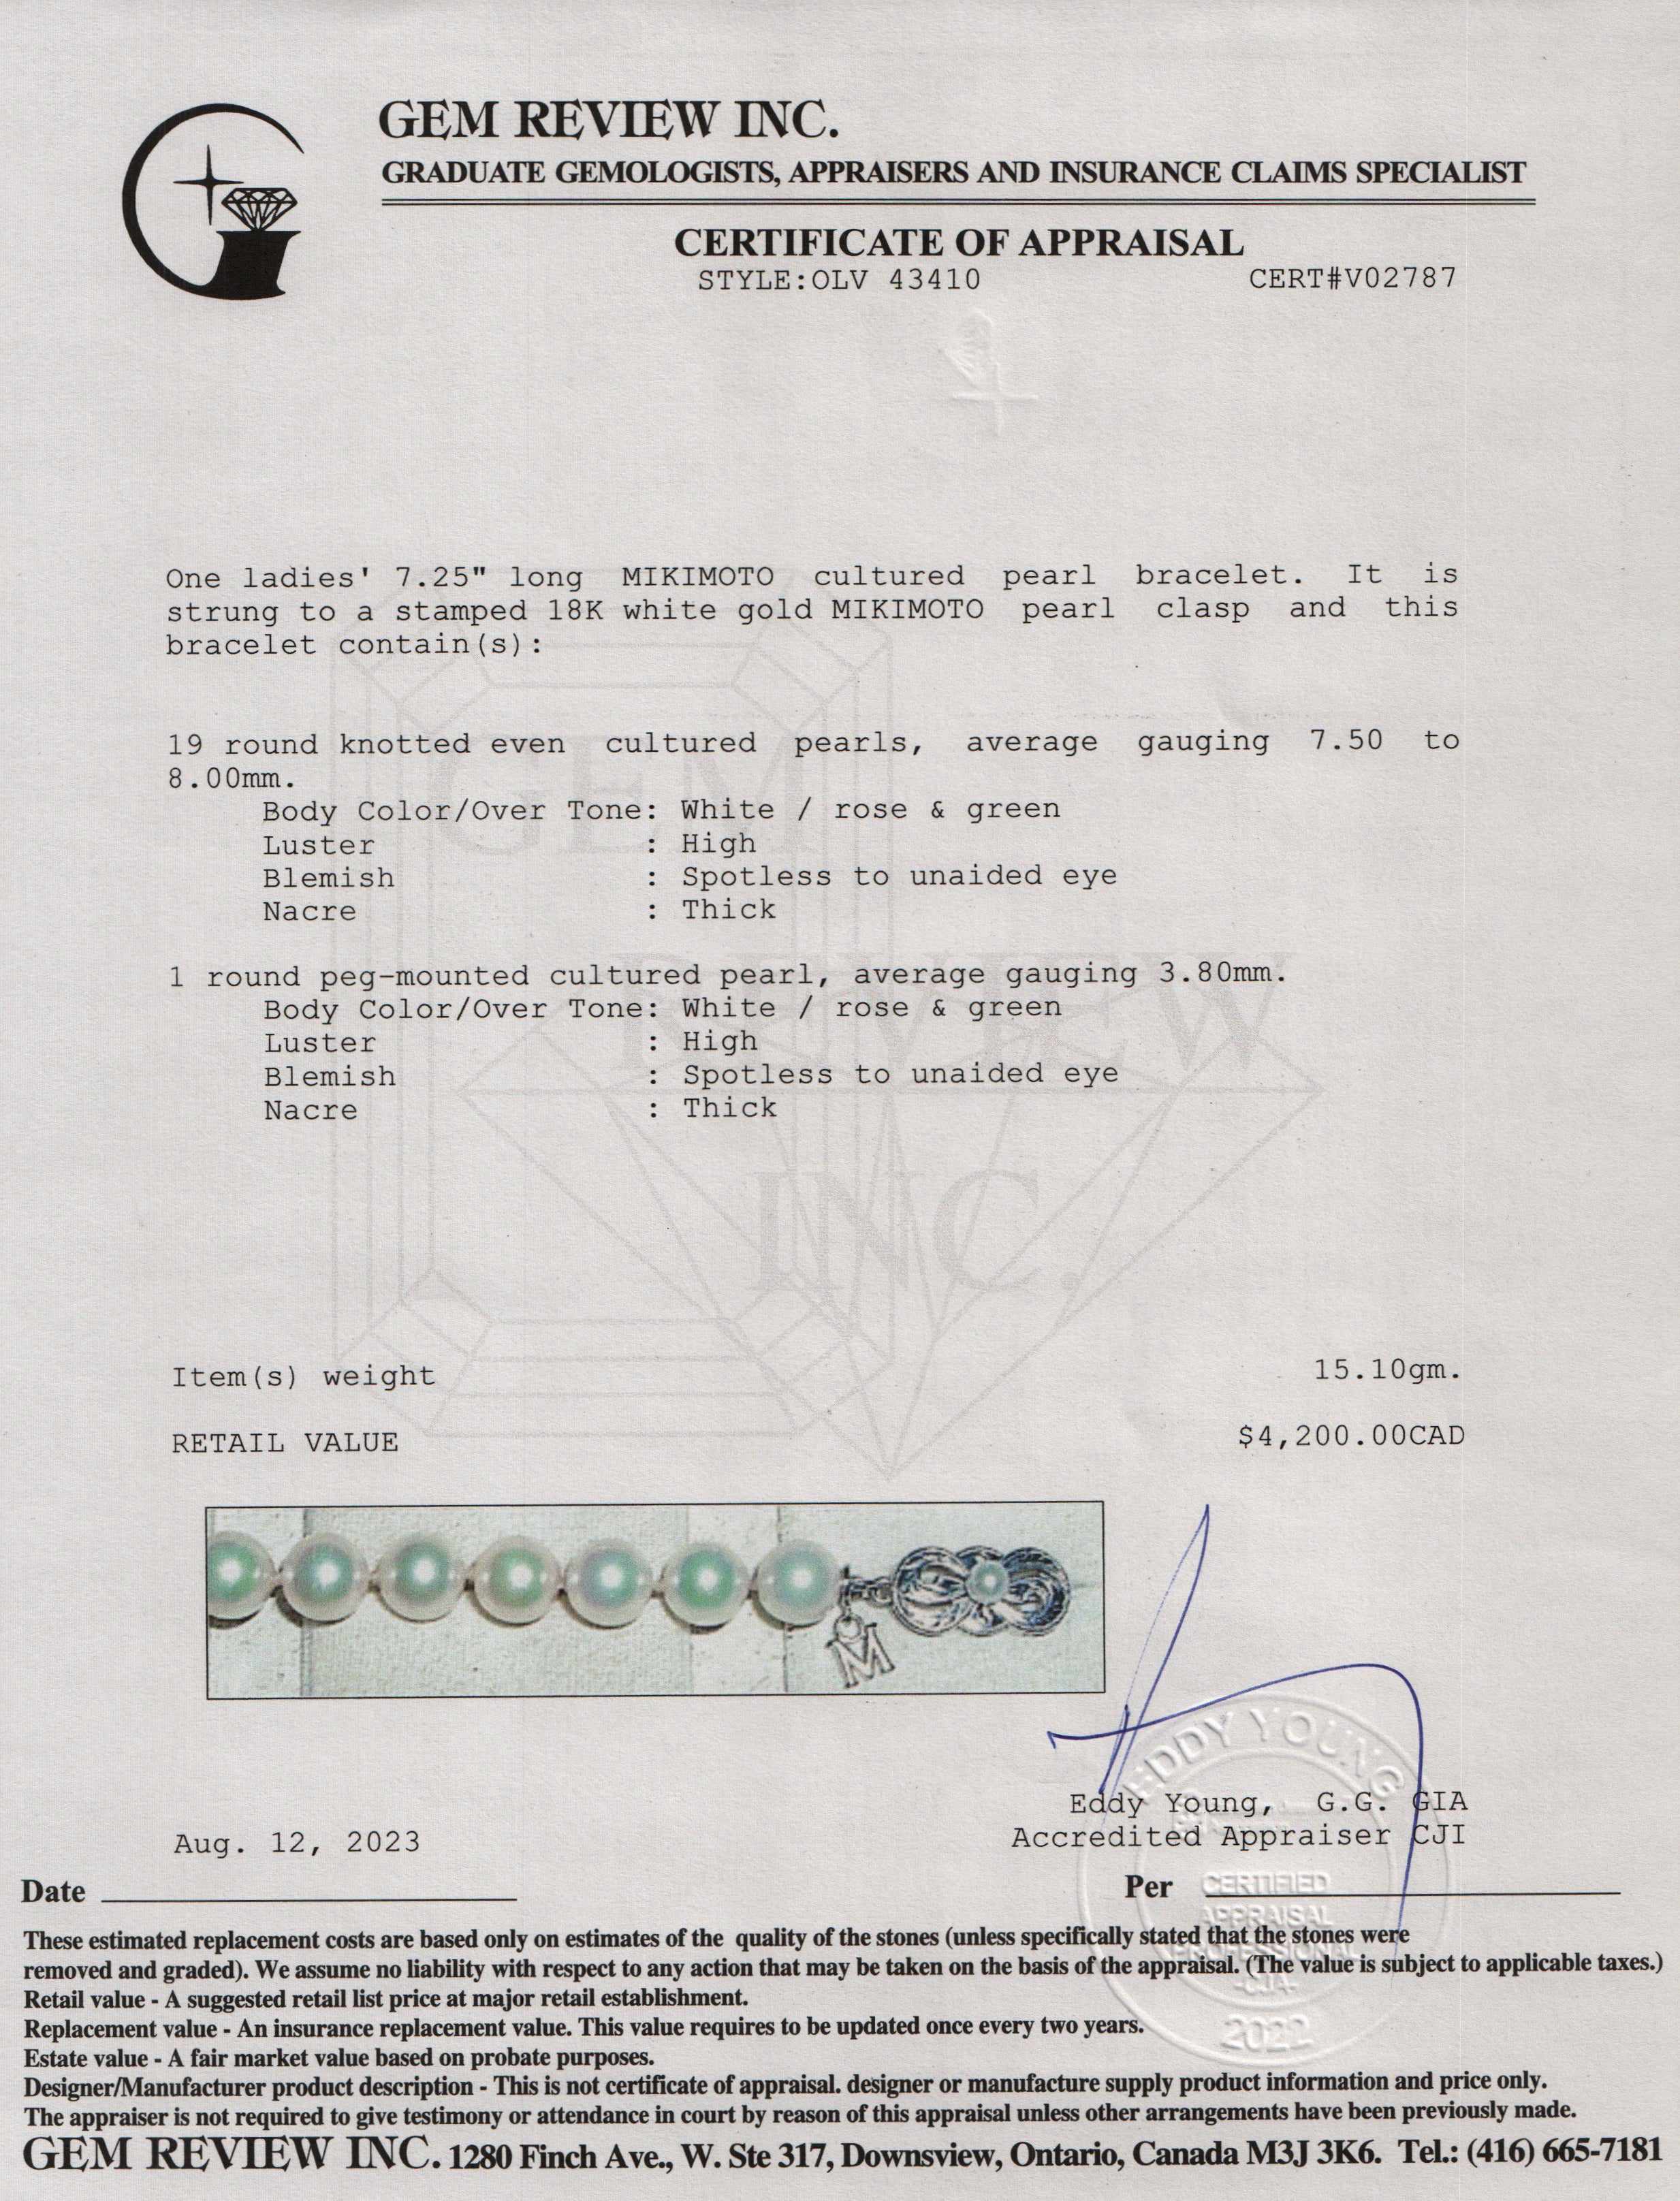 GEM REVIEW INC.
GRADUATE GEMOLOGISTS, APPRAISERS AND INSURANCE CLAIMS SPECIALIST
CERTIFICATE OF APPRAISAL
STYLE:OLV 43410 CERT#V02787
One ladies' 7.25" long MIKIMOTO cultured pearl bracelet. It is
strung to a stamped 18K white gold MIKIMOTO pearl clasp and this
bracelet contain(s):
19 round knotted even cultured pearls, average gauging 7.50 to
8.00mm.
Body Color/Over Tone: White / rose & green
Luster : High
Blemish : Spotless to unaided eye
Nacre : Thick
1 round peg-mounted cultured pearl, average gauging 3.80mm.
Body Color/Over Tone: White / rose & green
Luster : High
Blemish : Spotless to unaided eye
Nacre : Thick
GEM
REVIEW
INC.
Item(s) weight 15.10gm.
RETAIL VALUE $4,200.00CAD
M
EDDY YOUNG
Eddy Young, G.G. GIA
Accredited Appraiser CJI
Aug. 12, 2023
Date
Per
CERTIFIED
APPRAISAL
PROFESSIONAL
2022
These estimated replacement costs are based only on estimates of the quality of the stones (unless specifically stated that the stones were
removed and graded). We assume no liability with respect to any action that may be taken on the basis of the appraisal. (The value is subject to applicable taxes.)
Retail value - A suggested retail list price at major retail establishment.
Replacement value - An insurance replacement value. This value requires to be updated once every two years.
Estate value - A fair market value based on probate purposes.
Designer/Manufacturer product description - This is not certificate of appraisal. designer or manufacture supply product information and price only.
The appraiser is not required to give testimony or attendance in court by reason of this appraisal unless other arrangements have been previously made.
GEM REVIEW INC. 1280 Finch Ave., W. Ste 317, Downsview, Ontario, Canada M3J 3K6. Tel.: (416) 665-7181